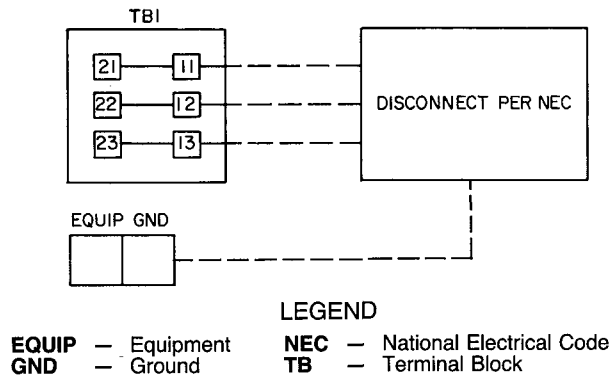 TB1
21 11
22 12
23 13
DISCONNECT PER NEC
EQUIP GND
LEGEND
EQUIP — Equipment
GND — Ground
NEC — National Electrical Code
TB — Terminal Block